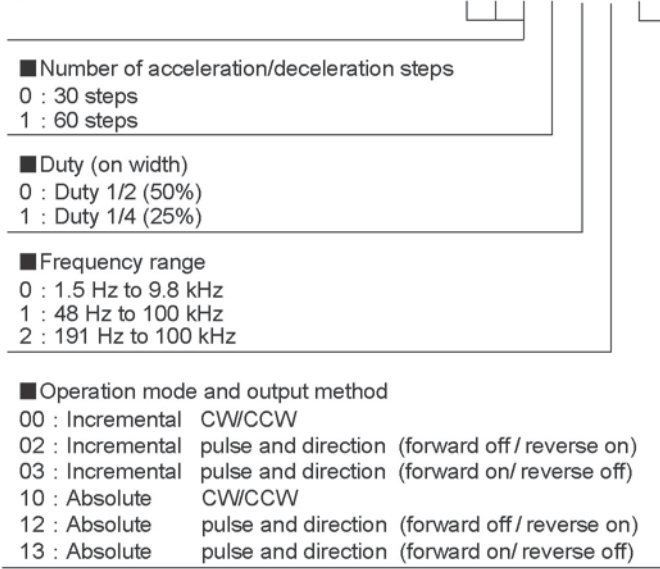 ■Number of acceleration/deceleration steps
0 : 30 steps
1 : 60 steps
■Duty (on width)
0 : Duty 1/2 (50%)
1 : Duty 1/4 (25%)
■Frequency range
0 : 1.5 Hz to 9.8 kHz
1 : 48 Hz to 100 kHz
2 : 191 Hz to 100 kHz
■Operation mode and output method
00 : Incremental CW/CCW
02 : Incremental pulse and direction (forward off / reverse on)
03 : Incremental pulse and direction (forward on/ reverse off)
10 : Absolute CW/CCW
12 : Absolute pulse and direction (forward off / reverse on)
13 : Absolute pulse and direction (forward on/ reverse off)